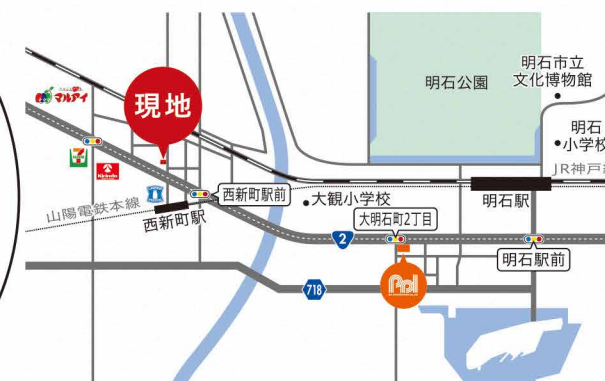 マルアイ
現地
明石公園
明石市立
文化博物館
明石
小学校
JR神戸線
明石駅
Kirindo
山陽電鉄本線
西新町駅
西新町駅前
大観小学校
大明石町2丁目
2
明石駅前
718
PPI